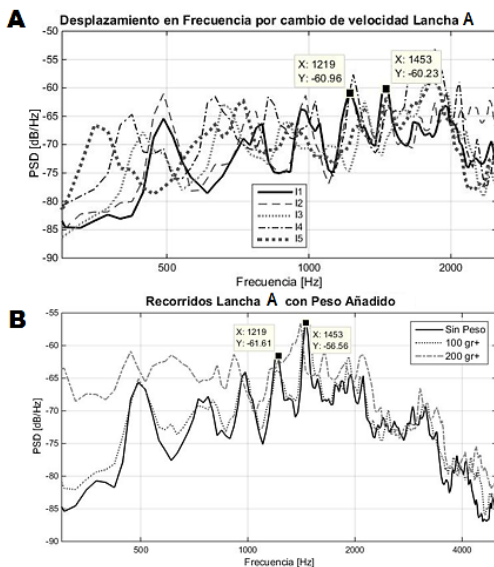 A
Desplazamiento en Frecuencia por cambio de velocidad Lancha A
-50
-55
-60
-65
-70
-75
-80
-85
-90
PSD [dB/Hz]
X: 1219
Y: -60.96
X: 1453
Y: -60.23
I1
I2
I3
I4
I5
500
1000
2000
Frecuencia [Hz]
B
Recorridos Lancha A con Peso Añadido
-55
-60
-65
-70
-75
-80
-85
-90
PSD [dB/Hz]
X: 1219
Y: -61.61
X: 1453
Y: -56.56
Sin Peso
100 gr+
200 gr+
500
1000
2000
4000
Frecuencia [Hz]